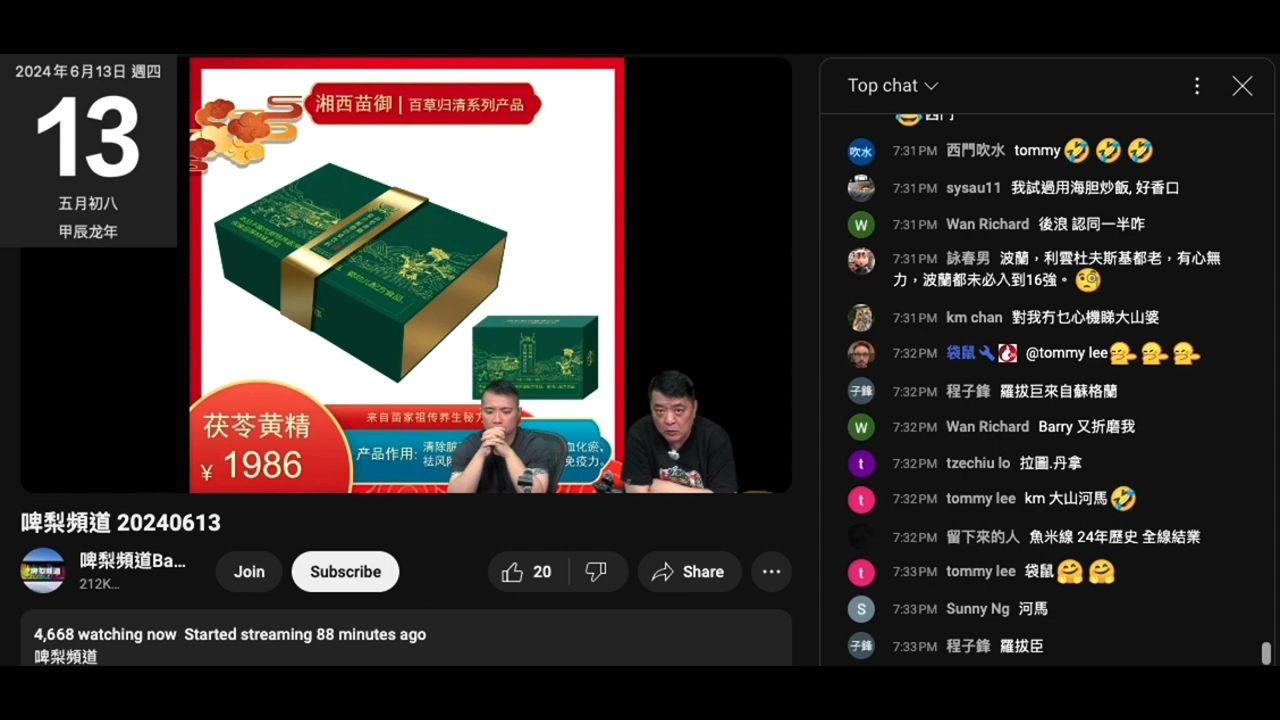 2024年6月13日 週四
13
五月初八
甲辰龙年
湘西苗御 | 百草归清系列产品
茯苓黄精
¥ 1986
来自苗家祖传养生秘方
产品作用:
清除
祛风
血化瘀,
免疫力.
啤梨頻道 20240613
啤梨頻道Ba...
212K...
Join
Subscribe
20
Share
4,668 watching now Started streaming 88 minutes ago
啤梨頻道
Top chat
7:31 PM 西門吹水 tommy 🤣🤣🤣
7:31 PM sysau11 我試過用海胆炒飯, 好香口
7:31 PM Wan Richard 後浪 認同一半咋
7:31 PM 詠春男 波蘭，利雲杜夫斯基都老，有心無
力，波蘭都未必入到16強。🧐
7:31 PM km chan 對我冇乜心機睇大山婆
7:32 PM 袋鼠 @tommy lee
7:32 PM 程子鋒 羅拔巨來自蘇格蘭
7:32 PM Wan Richard Barry 又折磨我
7:32 PM tzechiu lo 拉圖.丹拿
7:32 PM tommy lee km 大山河馬🤣
7:32 PM 留下來的人 魚米線 24年歷史 全線結業
7:33 PM tommy lee 袋鼠🤗🤗
7:33 PM Sunny Ng 河馬
7:33 PM 程子鋒 羅拔臣